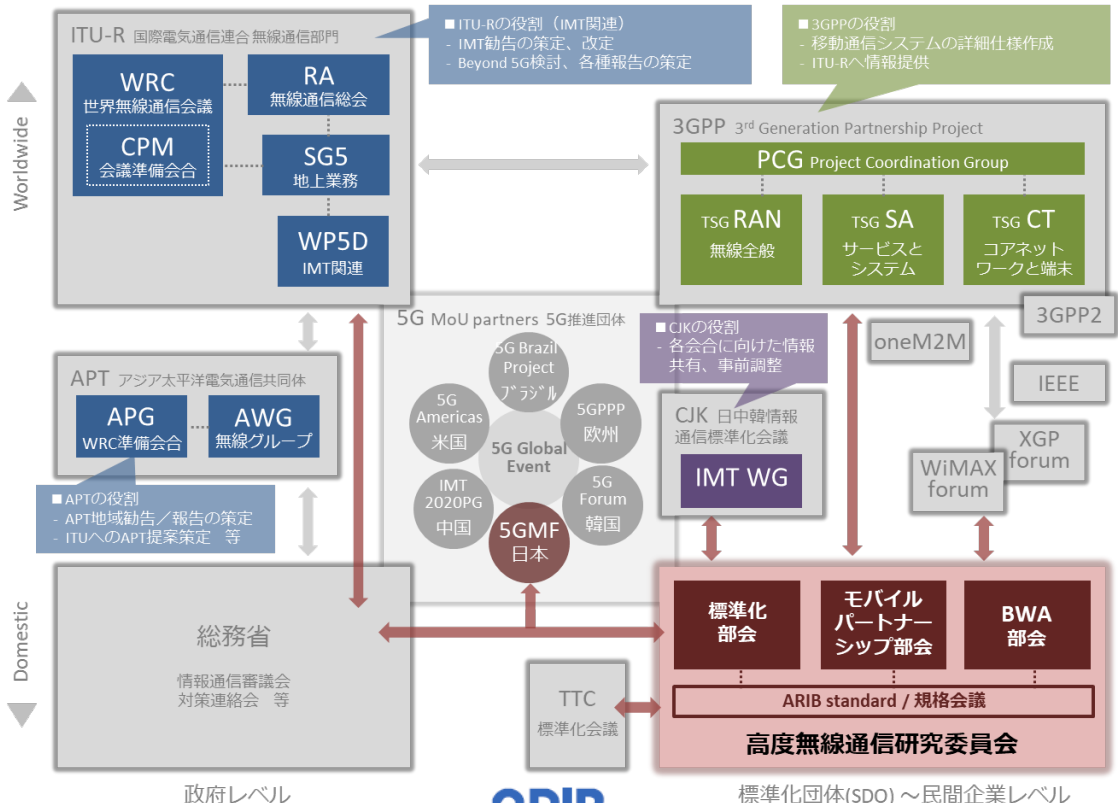 ITU-R 国際電気通信連合 無線通信部門
■ITU-Rの役割（IMT関連）
- IMT勧告の策定、改定
- Beyond 5G検討、各種報告の策定
■3GPPの役割
- 移動通信システムの詳細仕様作成
- ITU-Rへ情報提供
Worldwide
WRC
世界無線通信会議
CPM
会議準備会合
RA
無線通信総会
SG5
地上業務
WP5D
IMT関連
3GPP 3rd Generation Partnership Project
PCG Project Coordination Group
TSG RAN
無線全般
TSG SA
サービスと
システム
TSG CT
コアネット
ワークと端末
3GPP2
oneM2M
IEEE
XGP
forum
WiMAX
forum
5G MoU partners 5G推進団体
5G Brazil
Project
ﾌﾞﾗｼﾞﾙ
5G
Americas
米国
5GPPP
欧州
5G Global
Event
IMT
2020PG
中国
5G
Forum
韓国
5GMF
日本
■CJKの役割
- 各会合に向けた情報
共有、事前調整
CJK 日中韓情報
通信標準化会議
IMT WG
APT アジア太平洋電気通信共同体
APG
WRC準備会合
AWG
無線グループ
■APTの役割
- APT地域勧告／報告の策定
- ITUへのAPT提案策定 等
Domestic
総務省
情報通信審議会
対策連絡会 等
TTC
標準化会議
標準化
部会
モバイル
パートナー
シップ部会
BWA
部会
ARIB standard / 規格会議
高度無線通信研究委員会
政府レベル
標準化団体(SDO) ～民間企業レベル